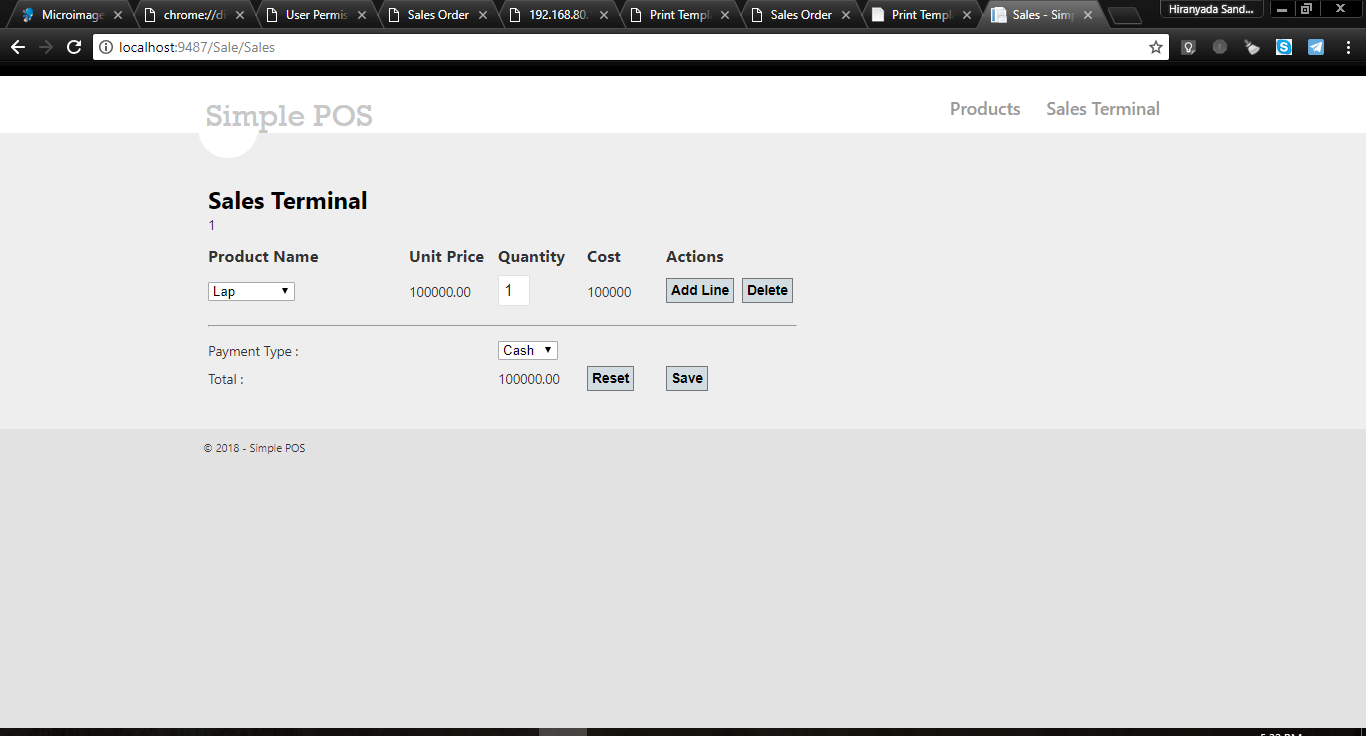 Microimage
chrome://di
User Permis
Sales Order
192.168.80.
Print Templ
Sales Order
Print Templ
Sales - Sim
Hiranyada Sand...
localhost:9487/Sale/Sales
Simple POS
Products Sales Terminal
Sales Terminal
1
Product Name Unit Price Quantity Cost Actions
Lap 100000.00 1 100000 Add Line Delete
Payment Type : Cash
Total : 100000.00 Reset Save
© 2018 - Simple POS